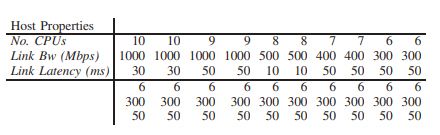 Host Properties
No. CPUs 10 10 9 9 8 8 7 7 6 6
Link Bw (Mbps) 1000 1000 1000 1000 500 500 400 400 300 300
Link Latency (ms) 30 30 50 50 10 10 50 50 50 50
6 6 6 6 6 6 6 6 6 6
300 300 300 300 300 300 300 300 300 300
50 50 50 50 50 50 50 50 50 50